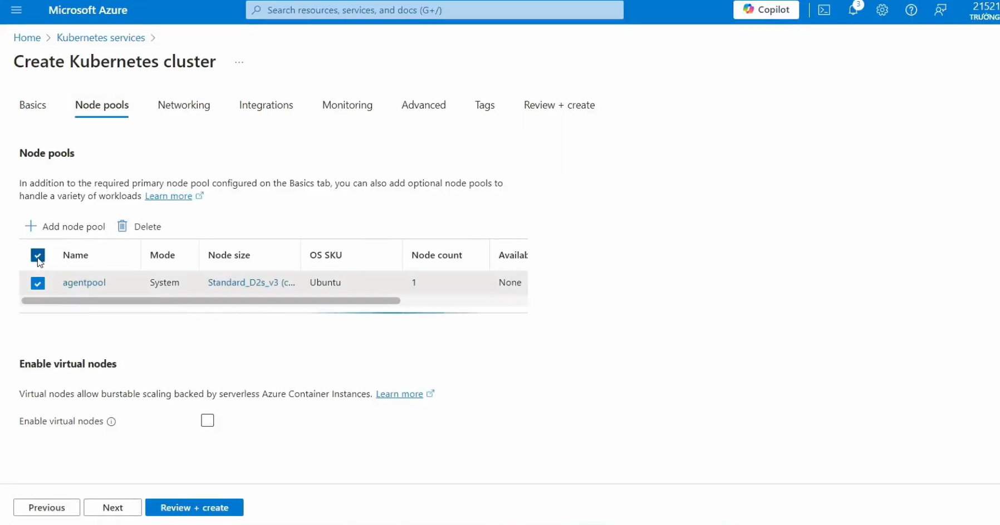 Microsoft Azure
Search resources, services, and docs (G+/)
Copilot
3
21521
TRƯỜNG
Home > Kubernetes services >
Create Kubernetes cluster ...
Basics Node pools Networking Integrations Monitoring Advanced Tags Review + create
Node pools
In addition to the required primary node pool configured on the Basics tab, you can also add optional node pools to
handle a variety of workloads Learn more
+ Add node pool Delete
Name Mode Node size OS SKU Node count Availab
agentpool System Standard_D2s_v3 (c... Ubuntu 1 None
Enable virtual nodes
Virtual nodes allow burstable scaling backed by serverless Azure Container Instances. Learn more
Enable virtual nodes
Previous Next Review + create